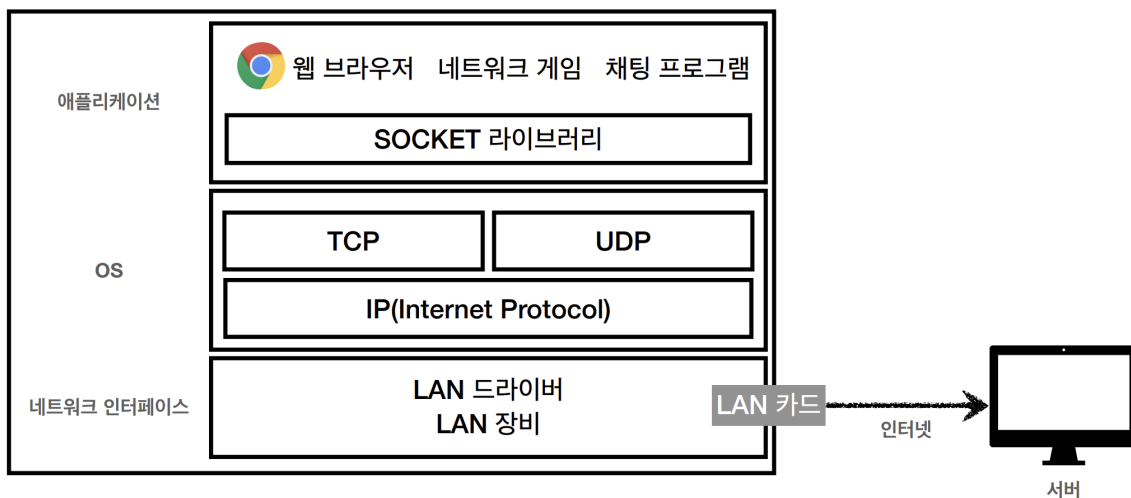 애플리케이션
웹 브라우저 네트워크 게임 채팅 프로그램
SOCKET 라이브러리
OS
TCP
UDP
IP(Internet Protocol)
네트워크 인터페이스
LAN 드라이버
LAN 장비
LAN 카드
인터넷
서버